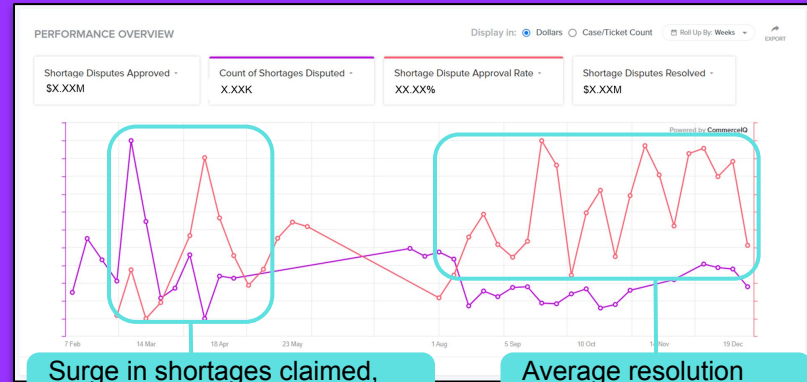 PERFORMANCE OVERVIEW
Display in: Dollars Case/Ticket Count Roll Up By: Weeks EXPORT
Shortage Disputes Approved
$X.XXM
Count of Shortages Disputed
X.XXK
Shortage Dispute Approval Rate
XX.XX%
Shortage Disputes Resolved
$X.XXM
Powered by CommerceIQ
7 Feb 14 Mar 18 Apr 23 May 1 Aug 5 Sep 10 Oct 14 Nov 19 Dec
Surge in shortages claimed,
Average resolution